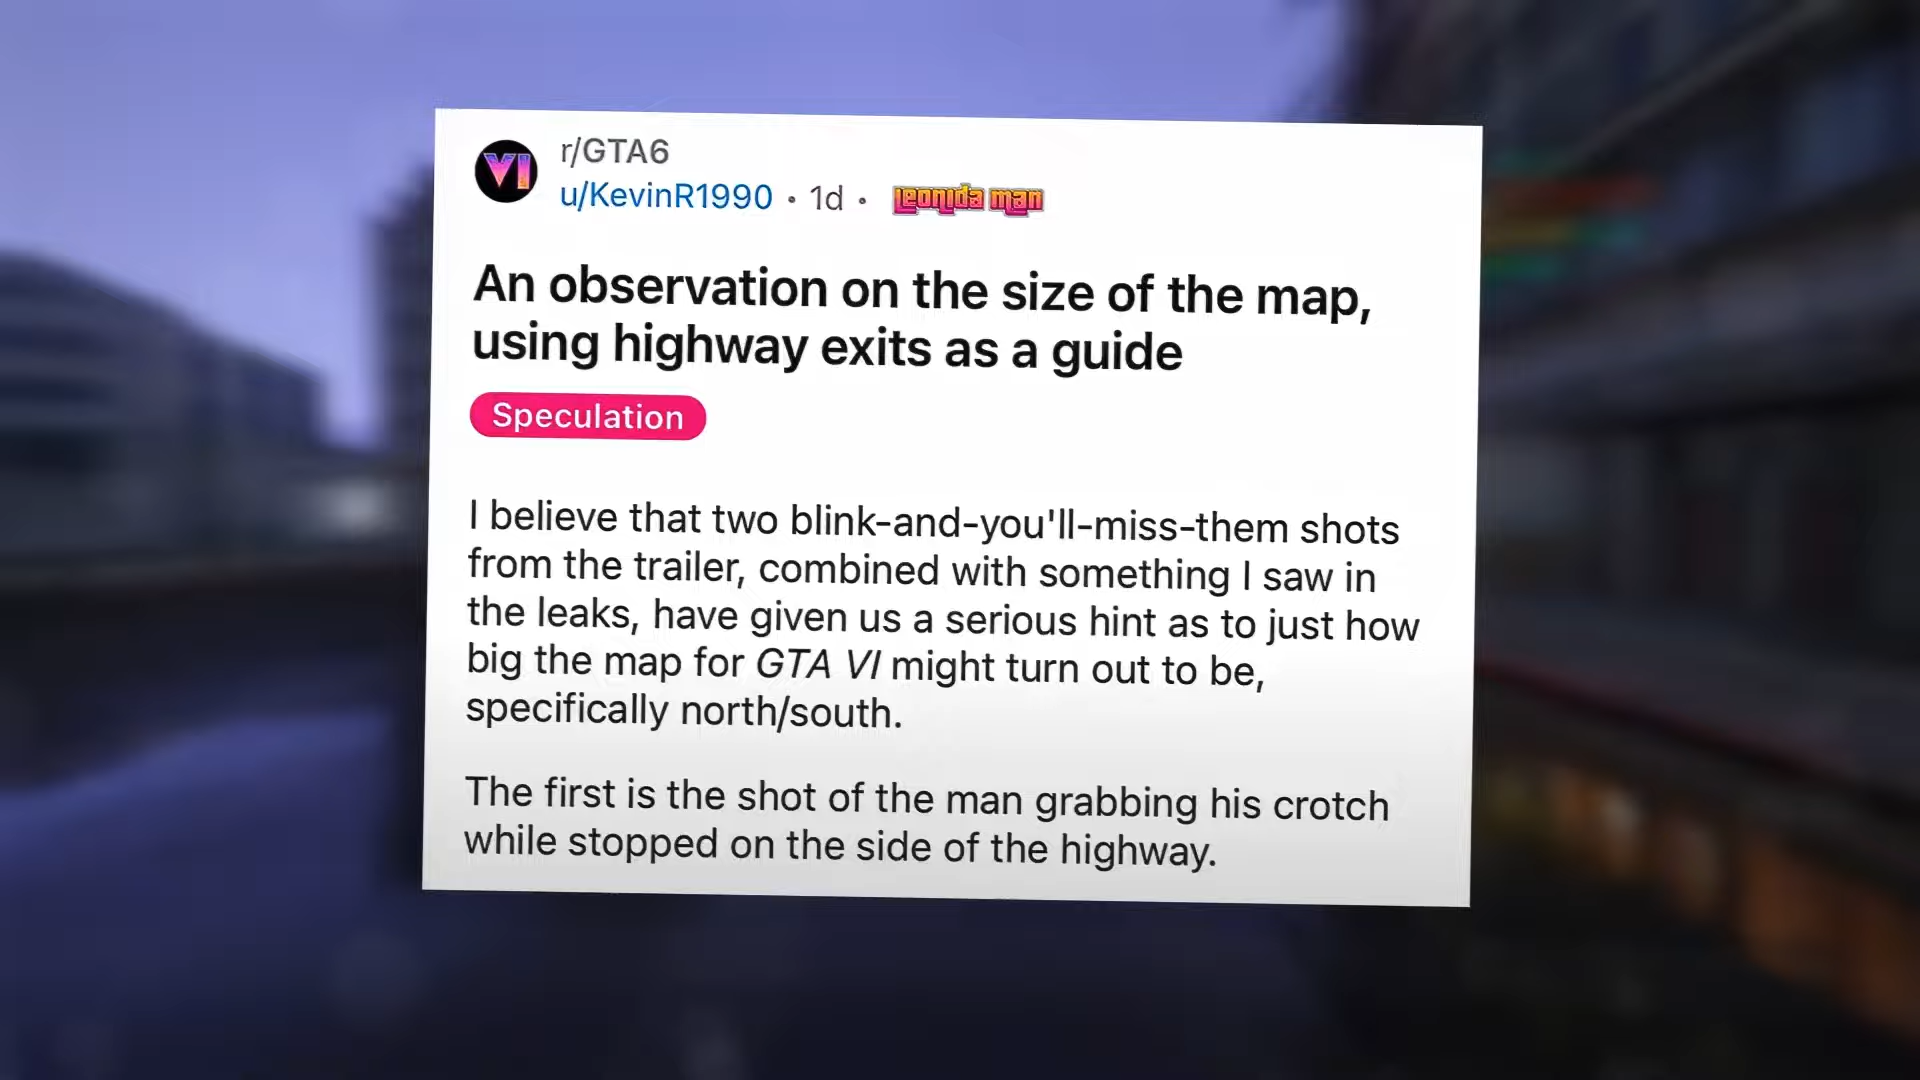 VI
r/GTA6
u/KevinR1990 • 1d • Leonida man
An observation on the size of the map,
using highway exits as a guide
Speculation
I believe that two blink-and-you'll-miss-them shots
from the trailer, combined with something I saw in
the leaks, have given us a serious hint as to just how
big the map for GTA VI might turn out to be,
specifically north/south.
The first is the shot of the man grabbing his crotch
while stopped on the side of the highway.